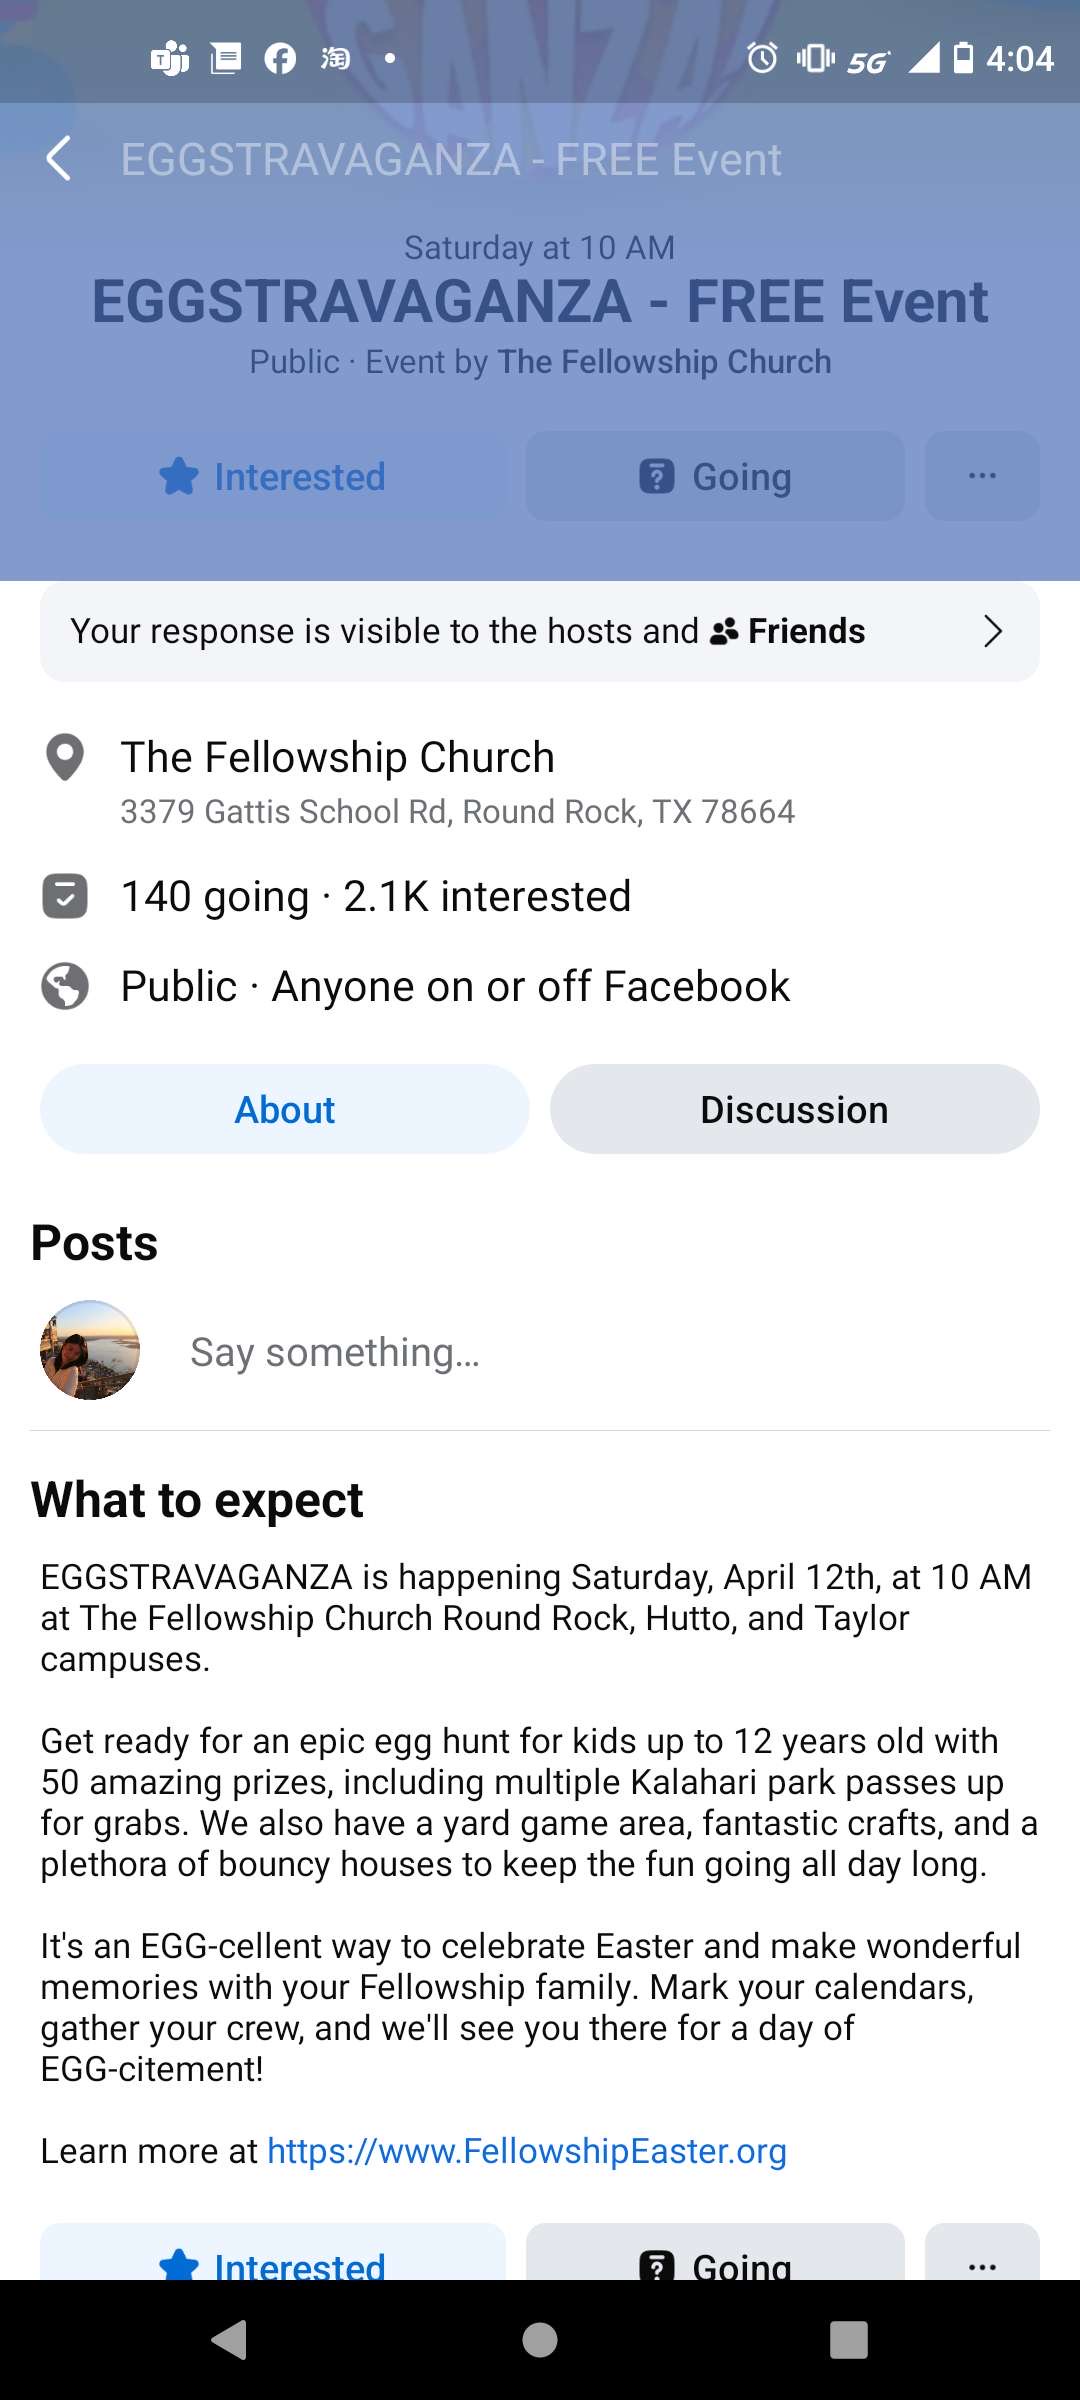 GANZA!
4:04
5G
淘
EGGSTRAVAGANZA - FREE Event
Saturday at 10 AM
EGGSTRAVAGANZA - FREE Event
Public · Event by The Fellowship Church
Interested
Going
Your response is visible to the hosts and Friends
The Fellowship Church
3379 Gattis School Rd, Round Rock, TX 78664
140 going · 2.1K interested
Public · Anyone on or off Facebook
About
Discussion
Posts
Say something...
What to expect
EGGSTRAVAGANZA is happening Saturday, April 12th, at 10 AM
at The Fellowship Church Round Rock, Hutto, and Taylor
campuses.
Get ready for an epic egg hunt for kids up to 12 years old with
50 amazing prizes, including multiple Kalahari park passes up
for grabs. We also have a yard game area, fantastic crafts, and a
plethora of bouncy houses to keep the fun going all day long.
It's an EGG-cellent way to celebrate Easter and make wonderful
memories with your Fellowship family. Mark your calendars,
gather your crew, and we'll see you there for a day of
EGG-citement!
Learn more at https://www.FellowshipEaster.org
Interested
Going